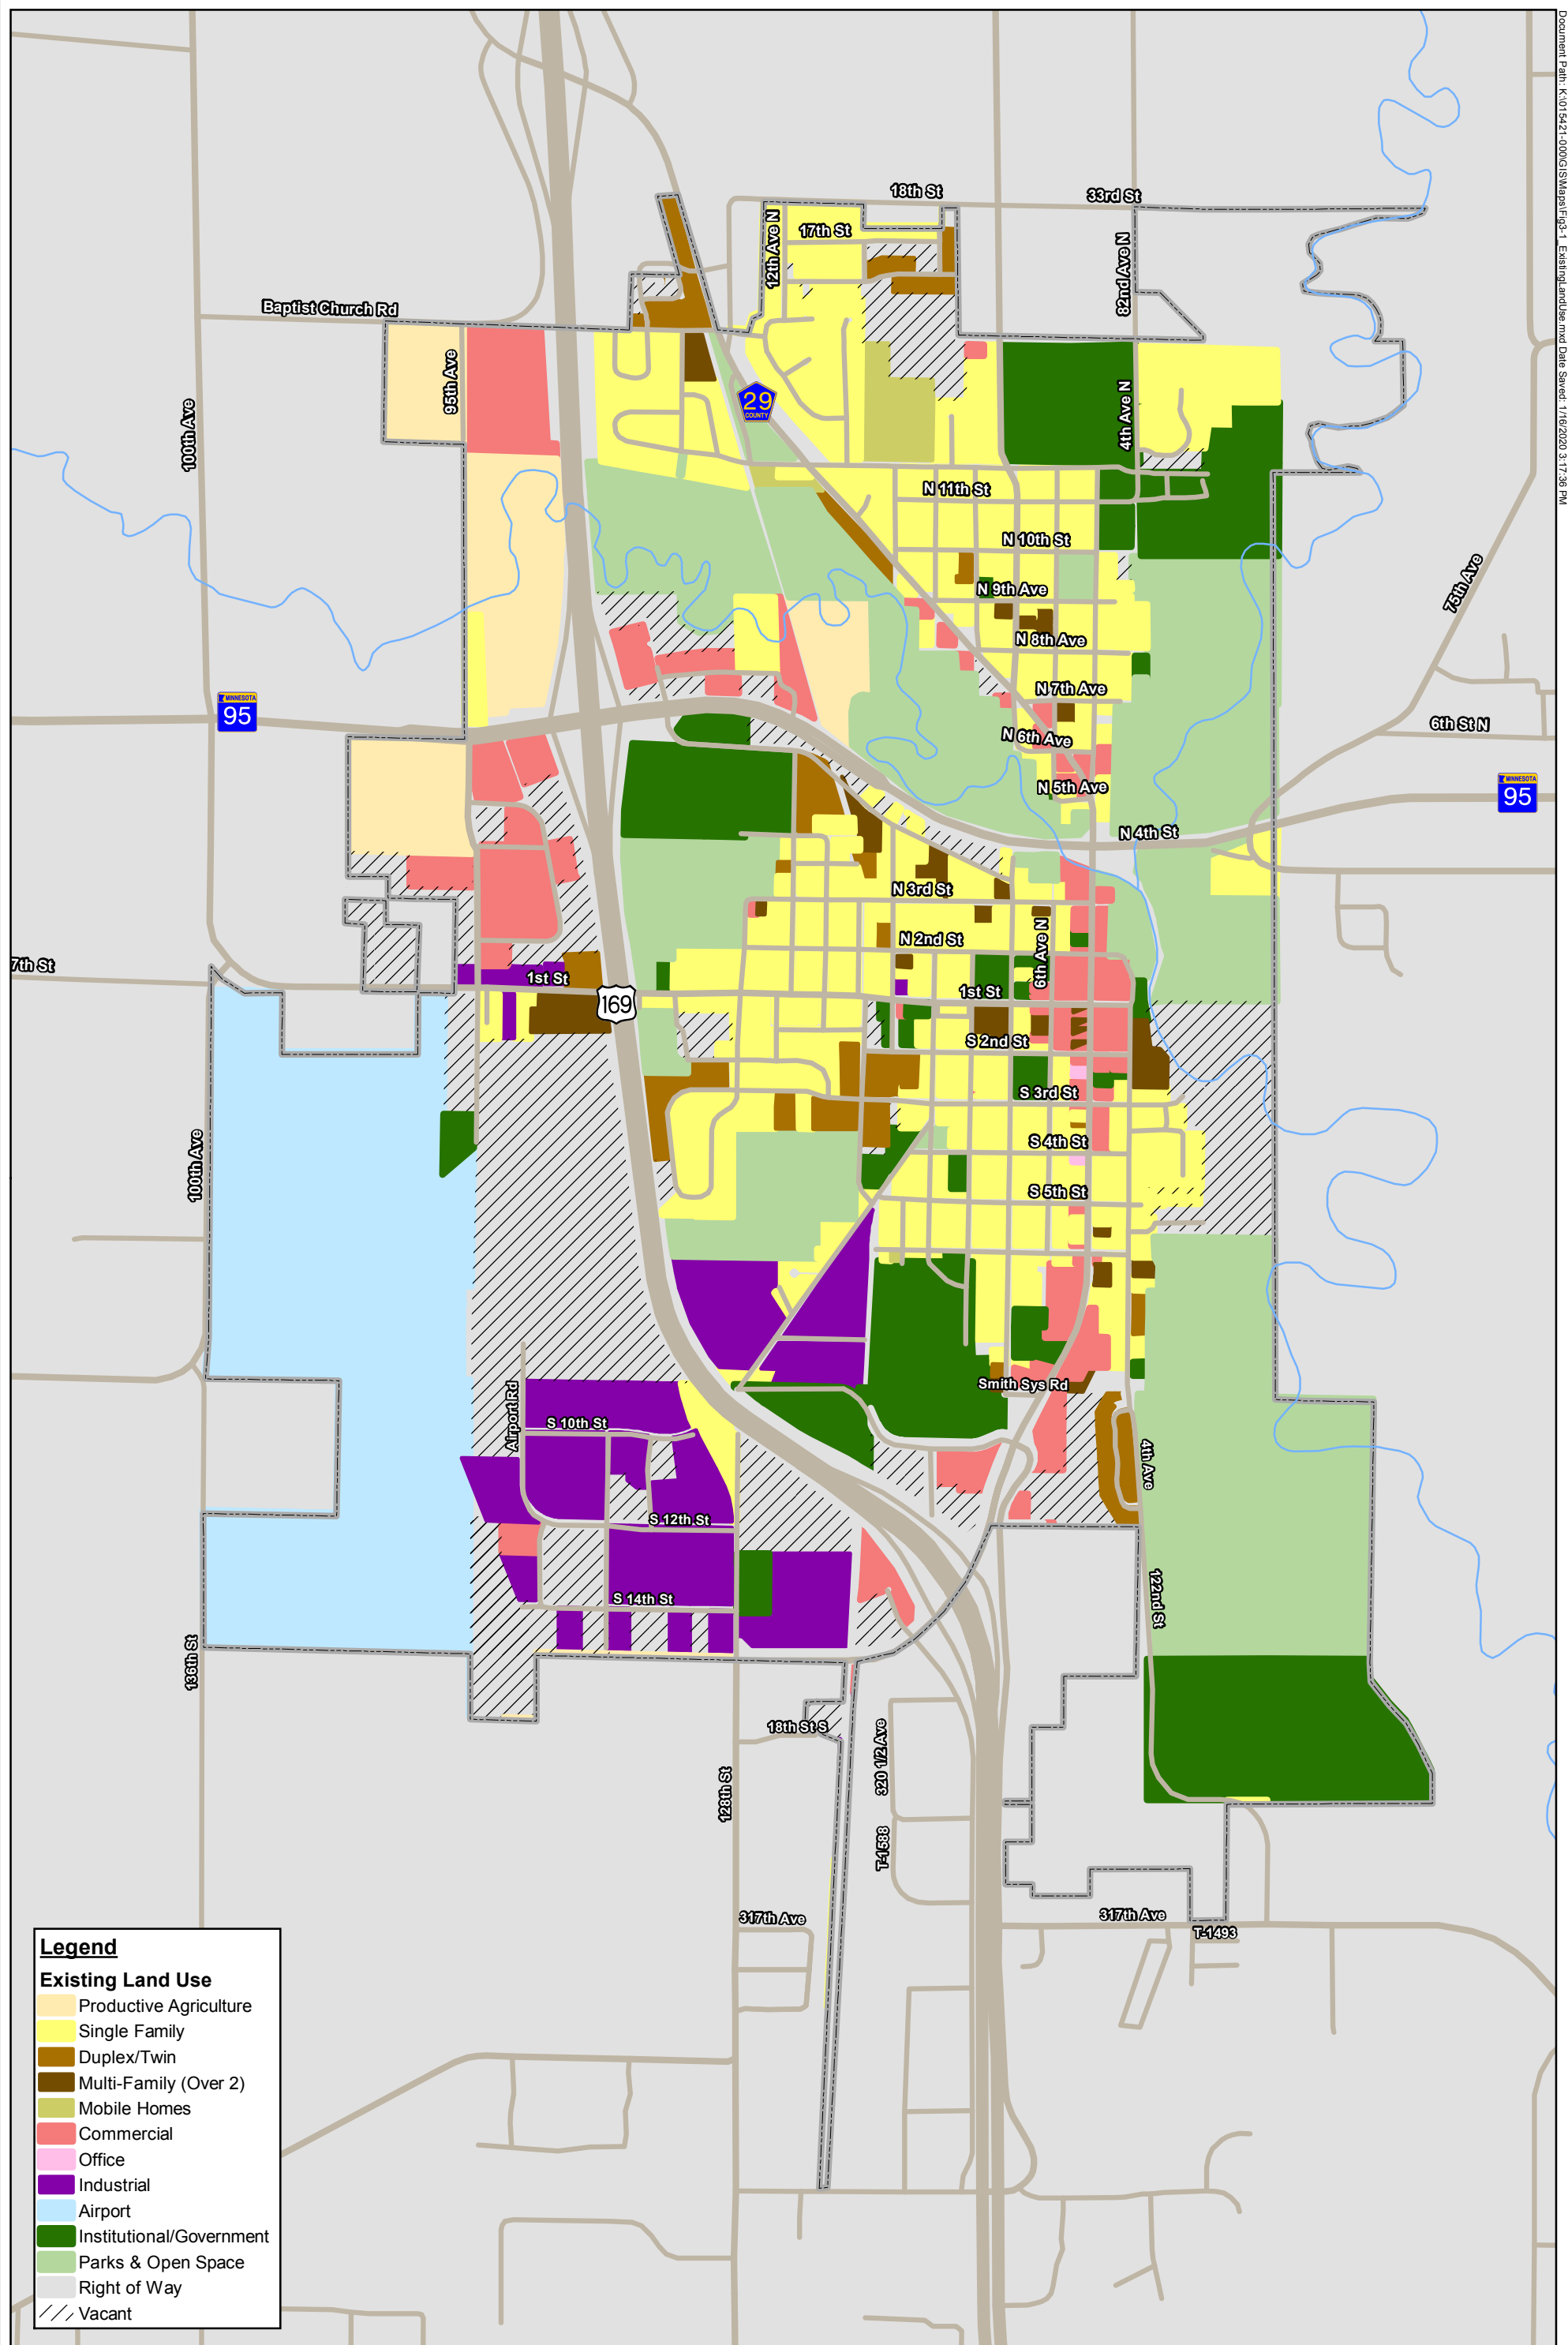 Document Path: K:\015421-000\GIS\Maps\Fig3-1_ExistingLandUse.mxd Date Saved: 1/16/2020 3:17:36 PM
18th St
33rd St
12th Ave N
17th St
82nd Ave N
Baptist Church Rd
95th Ave
29
COUNTY
100th Ave
4th Ave N
N 11th St
N 10th St
N 9th Ave
75th Ave
N 8th Ave
N 7th Ave
MINNESOTA
95
6th St N
N 6th Ave
N 5th Ave
MINNESOTA
95
N 4th St
N 3rd St
N 2nd St
6th Ave N
7th St
1st St
169
1st St
S 2nd St
S 3rd St
S 4th St
100th Ave
S 5th St
Smith Sys Rd
Airport Rd
S 10th St
4th Ave
S 12th St
122nd St
S 14th St
136th St
18th St S
320 1/2 Ave
128th St
T-1588
317th Ave
317th Ave
T-1493
Legend
Existing Land Use
Productive Agriculture
Single Family
Duplex/Twin
Multi-Family (Over 2)
Mobile Homes
Commercial
Office
Industrial
Airport
Institutional/Government
Parks & Open Space
Right of Way
Vacant